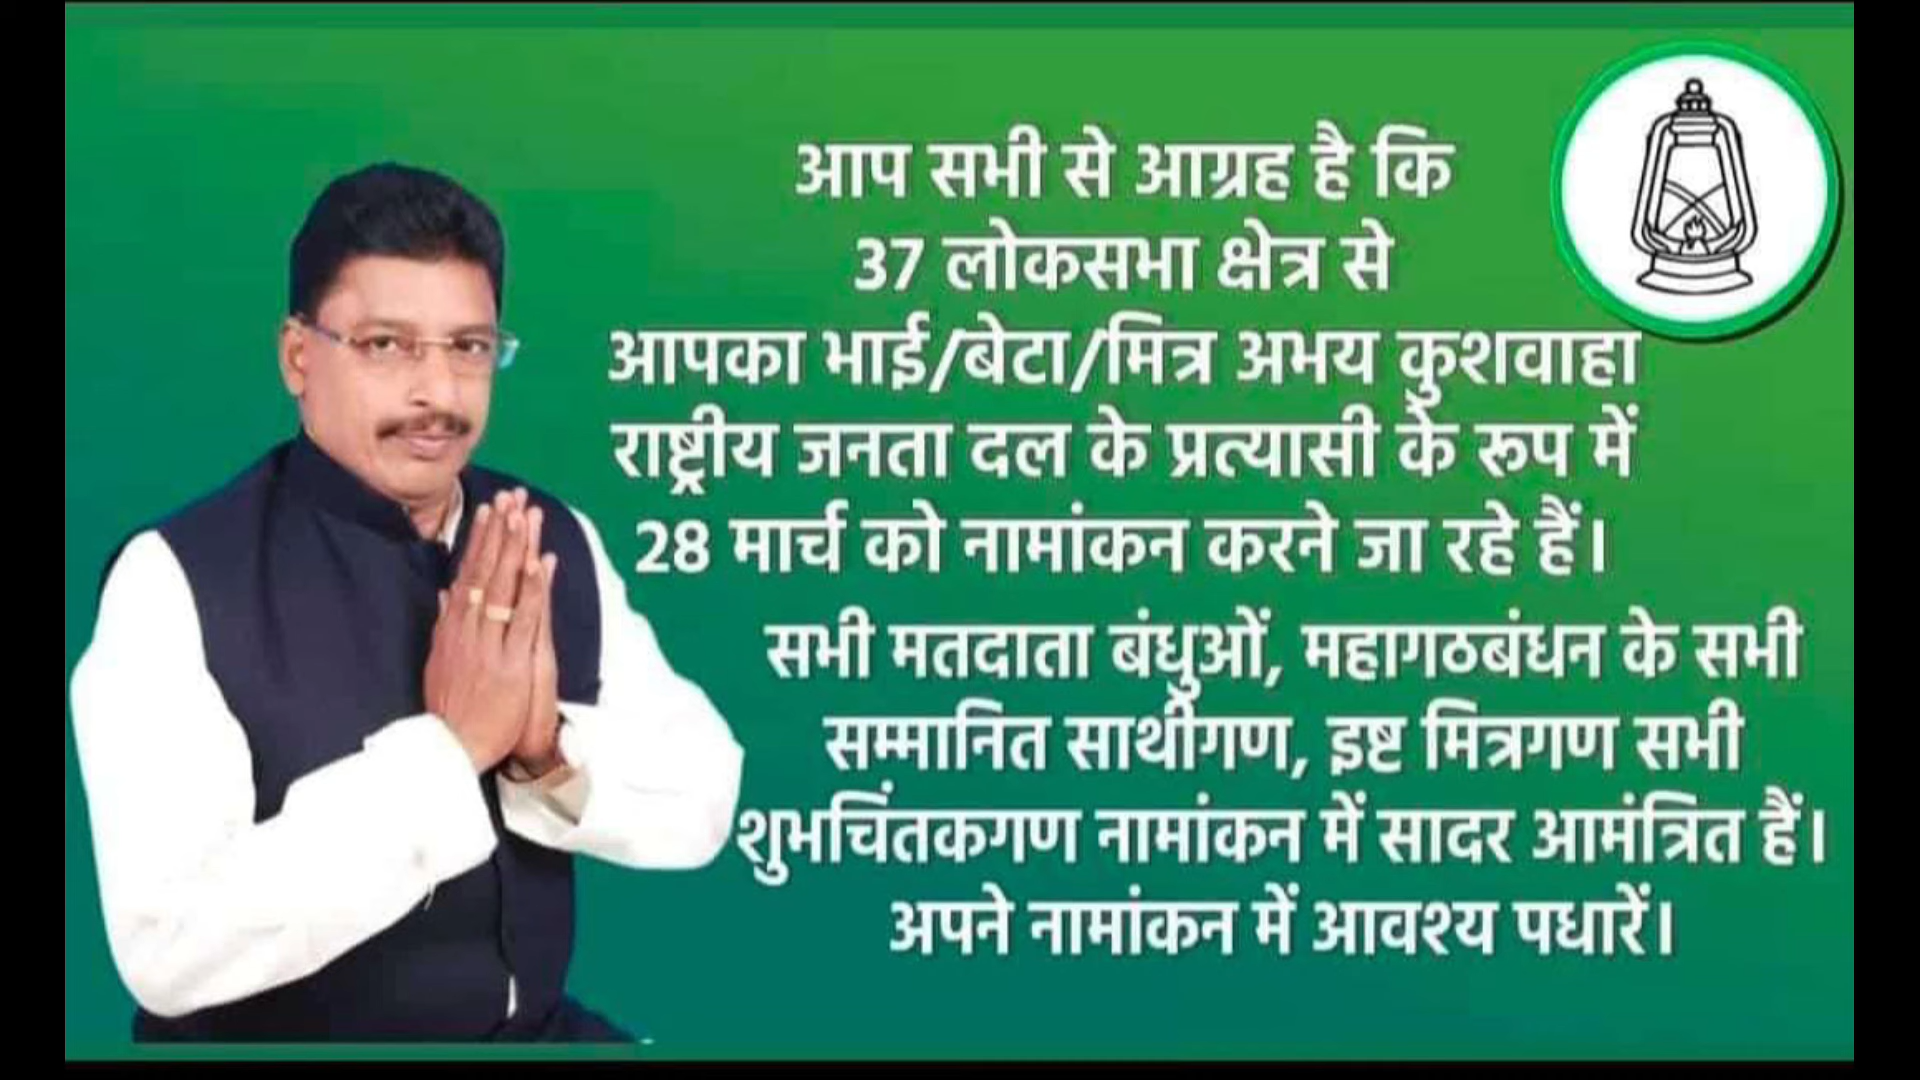 आप सभी से आग्रह है कि
37 लोकसभा क्षेत्र से
आपका भाई/बेटा/मित्र अभय कुशवाहा
राष्ट्रीय जनता दल के प्रत्यासी के रूप में
28 मार्च को नामांकन करने जा रहे हैं।
सभी मतदाता बंधुओं, महागठबंधन के सभी
सम्मानित साथीगण, इष्ट मित्रगण सभी
शुभचिंतकगण नामांकन में सादर आमंत्रित हैं।
अपने नामांकन में आवश्य पधारें।